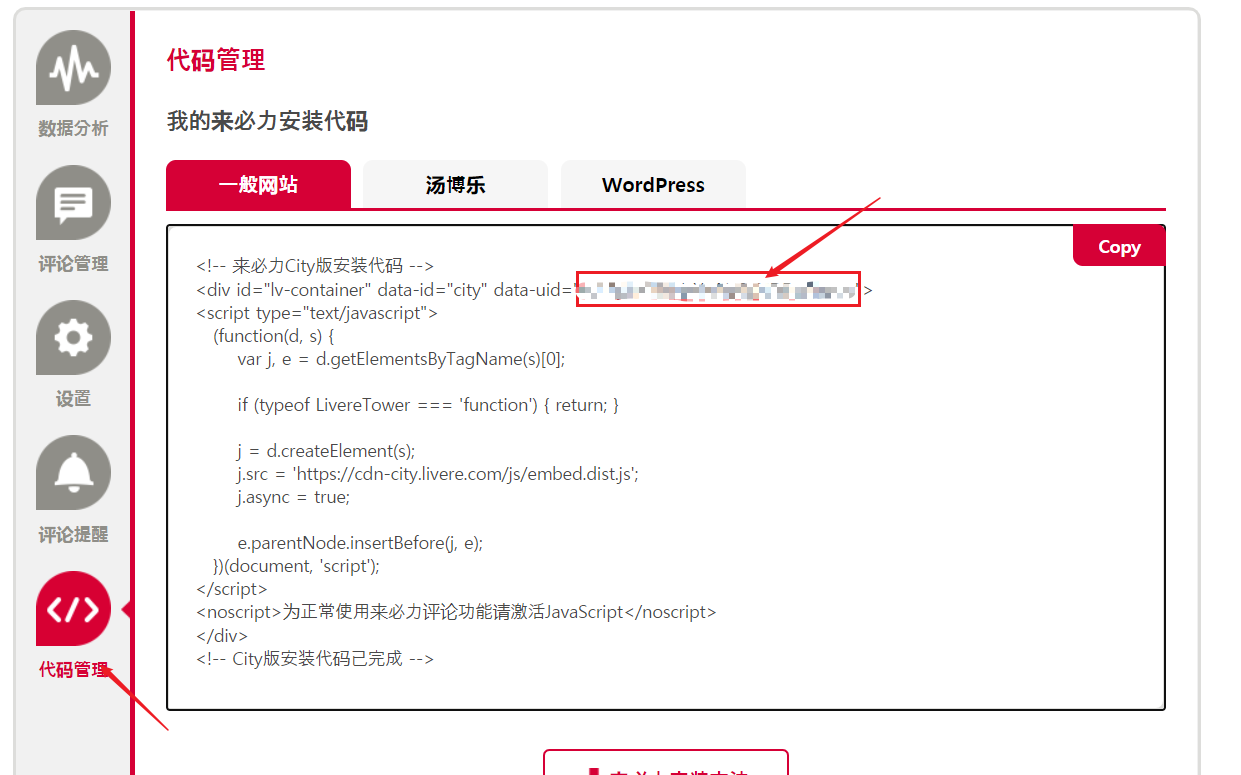 数据分析
评论管理
设置
评论提醒
代码管理
代码管理
我的来必力安装代码
一般网站
汤博乐
WordPress
Copy
<!-- 来必力City版安装代码 -->
<div id="lv-container" data-id="city" data-uid= >
<script type="text/javascript">
(function(d, s) {
var j, e = d.getElementsByTagName(s)[0];
if (typeof LivereTower === 'function') { return; }
j = d.createElement(s);
j.src = 'https://cdn-city.livere.com/js/embed.dist.js';
j.async = true;
e.parentNode.insertBefore(j, e);
})(document, 'script');
</script>
<noscript>为正常使用来必力评论功能请激活JavaScript</noscript>
</div>
<!-- City版安装代码已完成 -->